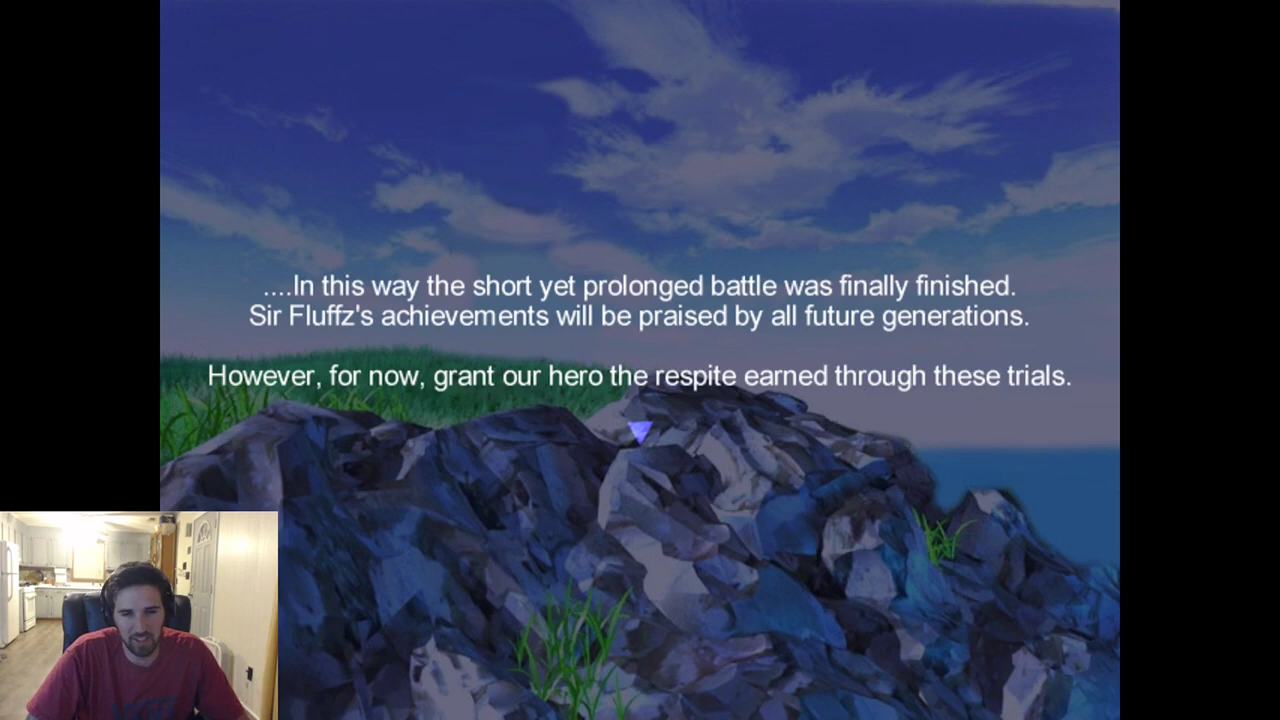 ....In this way the short yet prolonged battle was finally finished.
Sir Fluffz's achievements will be praised by all future generations.
However, for now, grant our hero the respite earned through these trials.